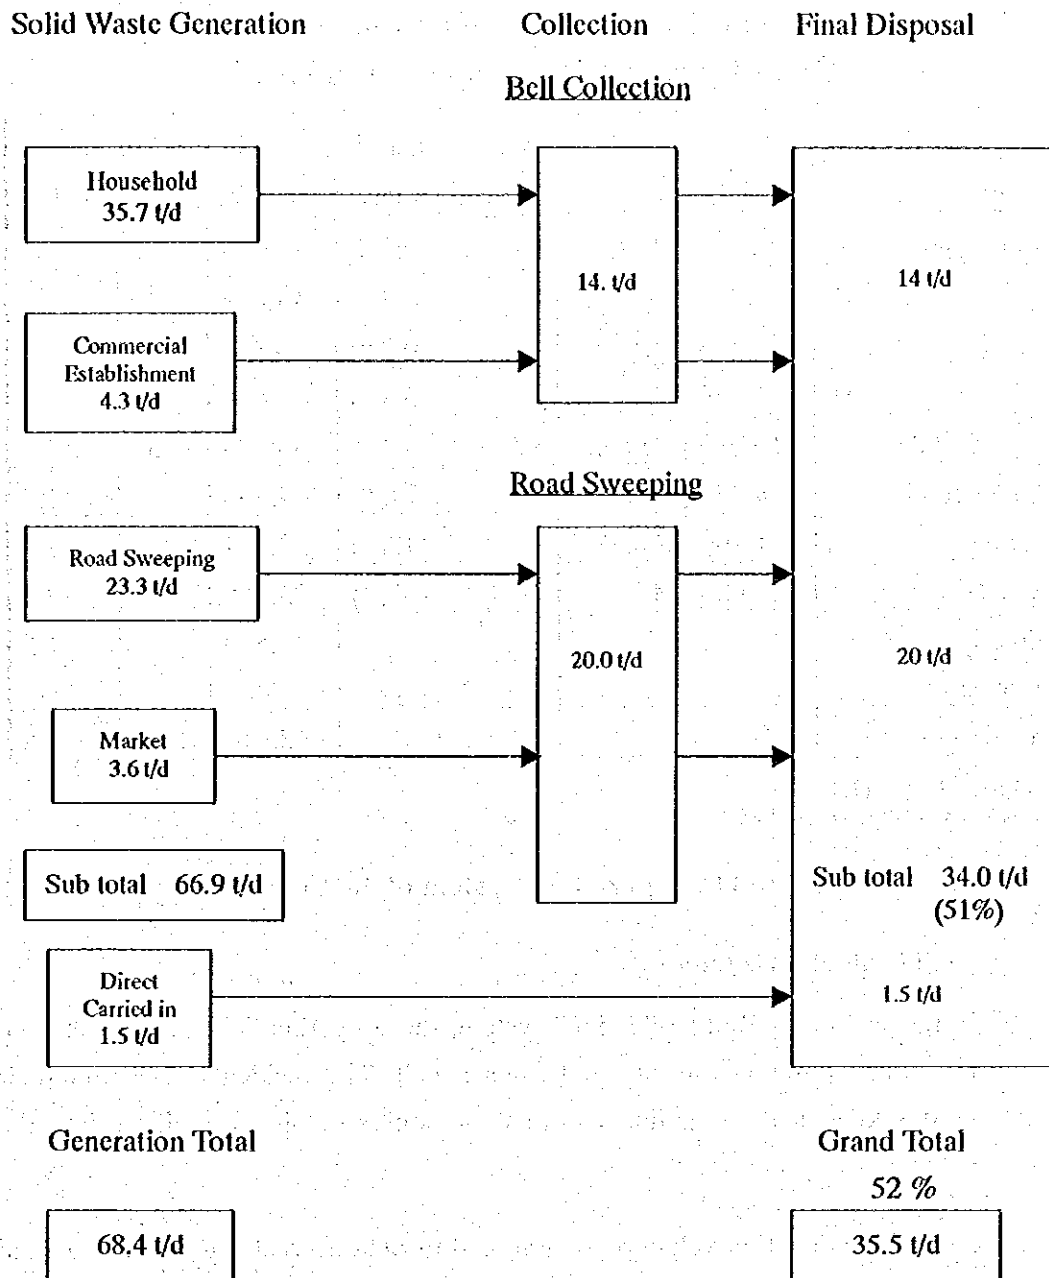 Solid Waste Generation
Collection
Final Disposal
Bell Collection
Household
35.7 t/d
14. t/d
14 t/d
Commercial
Establishment
4.3 t/d
Road Sweeping
Road Sweeping
23.3 t/d
20.0 t/d
20 t/d
Market
3.6 t/d
Sub total 66.9 t/d
Sub total 34.0 t/d
(51%)
Direct
Carried in
1.5 t/d
1.5 t/d
Generation Total
Grand Total
52 %
68.4 t/d
35.5 t/d